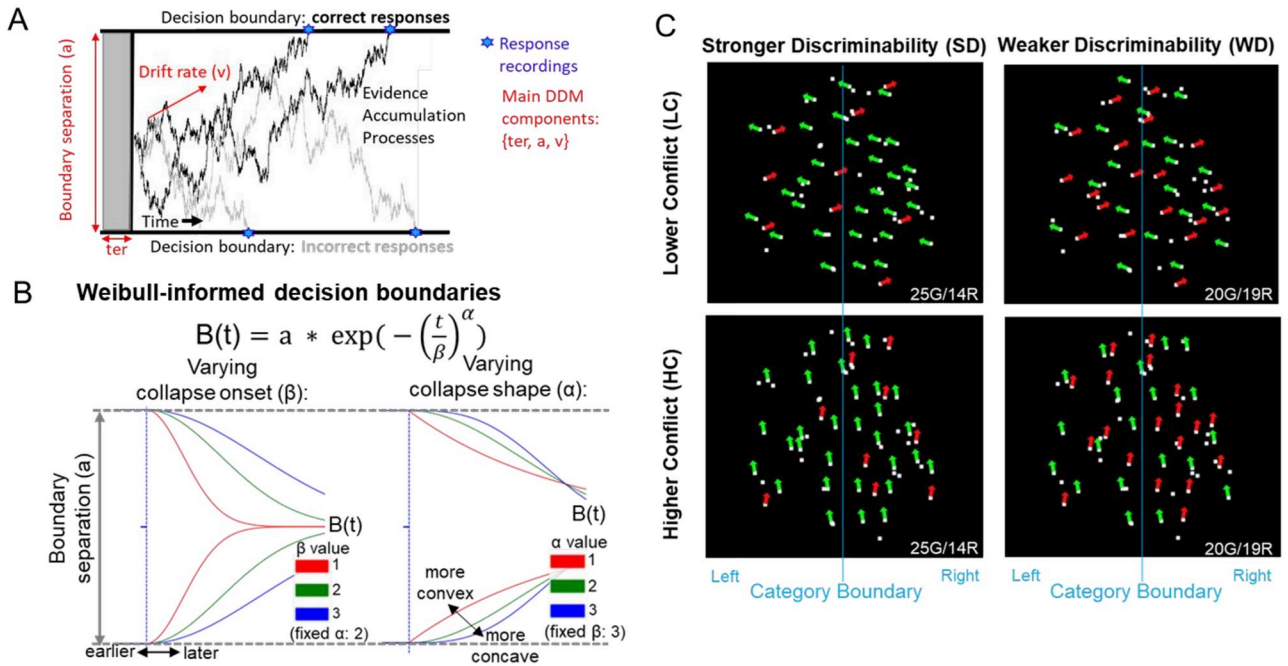 A
Decision boundary: correct responses
Boundary separation (a)
Drift rate (v)
Evidence
Accumulation
Processes
Response
recordings
Main DDM
components:
{ter, a, v}
Time
ter
Decision boundary: Incorrect responses
B
Weibull-informed decision boundaries
B(t) = a * exp(-(t/β)^α)
Varying
collapse onset (β):
Varying
collapse shape (α):
Boundary
separation (a)
B(t)
β value
1
2
3
(fixed α: 2)
earlier
later
B(t)
α value
1
2
3
(fixed β: 3)
more
convex
more
concave
C
Stronger Discriminability (SD)
Weaker Discriminability (WD)
Lower Conflict (LC)
25G/14R
20G/19R
Higher Conflict (HC)
25G/14R
20G/19R
Left
Right
Category Boundary
Left
Right
Category Boundary